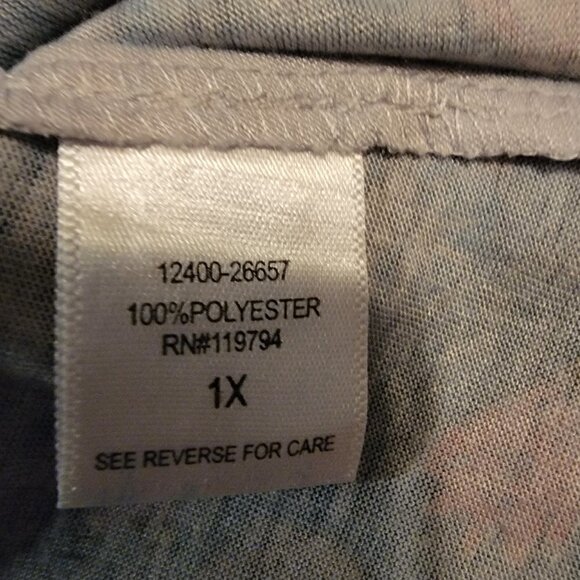 12400-26657
100%POLYESTER
RN#119794
1X
SEE REVERSE FOR CARE